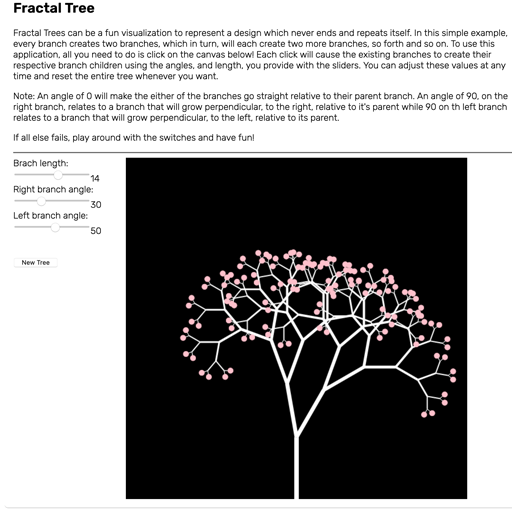 Fractal Tree
Fractal Trees can be a fun visualization to represent a design which never ends and repeats itself. In this simple example,
every branch creates two branches, which in turn, will each create two more branches, so forth and so on. To use this
application, all you need to do is click on the canvas below! Each click will cause the existing branches to create their
respective branch children using the angles, and length, you provide with the sliders. You can adjust these values at any
time and reset the entire tree whenever you want.
Note: An angle of 0 will make the either of the branches go straight relative to their parent branch. An angle of 90, on the
right branch, relates to a branch that will grow perpendicular, to the right, relative to it's parent while 90 on th left branch
relates to a branch that will grow perpendicular, to the left, relative to its parent.
If all else fails, play around with the switches and have fun!
Brach length:
14
Right branch angle:
30
Left branch angle:
50
New Tree